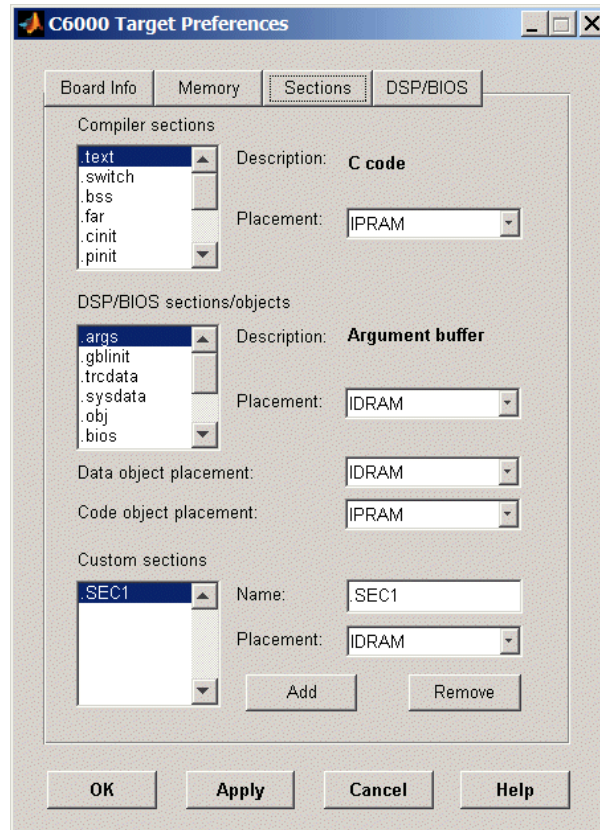 C6000 Target Preferences
Board Info Memory Sections DSP/BIOS
Compiler sections
.text
.switch
.bss
.far
.cinit
.pinit
Description: C code
Placement: IPRAM
DSP/BIOS sections/objects
.args
.gblinit
.trcdata
.sysdata
.obj
.bios
Description: Argument buffer
Placement: IDRAM
Data object placement: IDRAM
Code object placement: IPRAM
Custom sections
.SEC1
Name: .SEC1
Placement: IDRAM
Add Remove
OK Apply Cancel Help